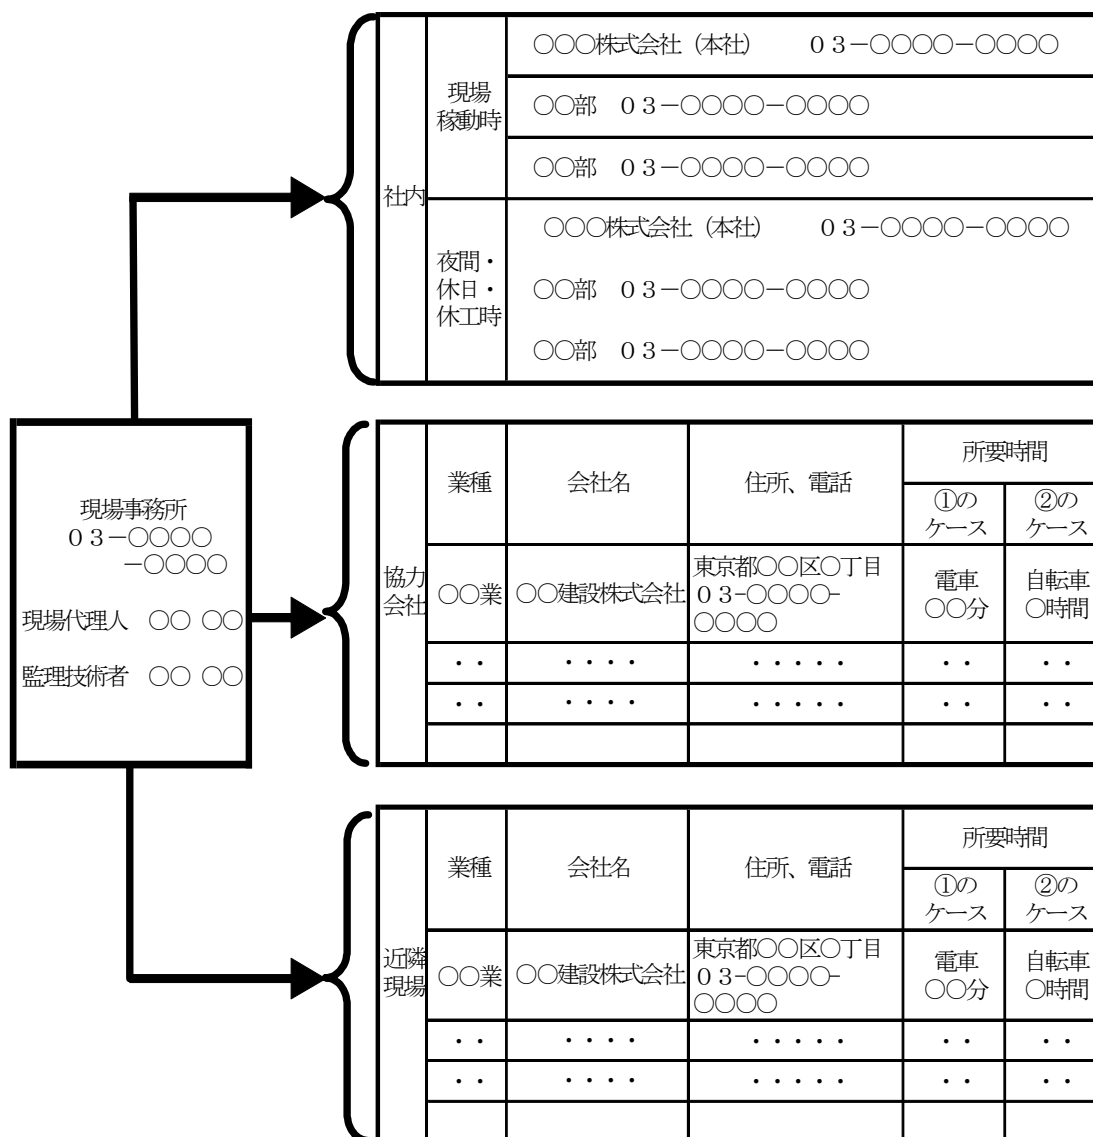 社内
現場
稼動時
○○○株式会社（本社）　　０３－○○○○－○○○○
○○部　０３－○○○○－○○○○
○○部　０３－○○○○－○○○○
夜間・
休日・
休工時
○○○株式会社（本社）　　０３－○○○○－○○○○
○○部　０３－○○○○－○○○○
○○部　０３－○○○○－○○○○
現場事務所
０３－○○○○
－○○○○
現場代理人　○○ ○○
監理技術者　○○ ○○
協力
会社
業種
会社名
住所、電話
所要時間
①の
ケース
②の
ケース
○○業
○○建設株式会社
東京都○○区○丁目
０３-○○○○-
○○○○
電車
○○分
自転車
○時間
・・
・・・・
・・・・・
・・
・・
・・
・・・・
・・・・・
・・
・・
近隣
現場
業種
会社名
住所、電話
所要時間
①の
ケース
②の
ケース
○○業
○○建設株式会社
東京都○○区○丁目
０３-○○○○-
○○○○
電車
○○分
自転車
○時間
・・
・・・・
・・・・・
・・
・・
・・
・・・・
・・・・・
・・
・・